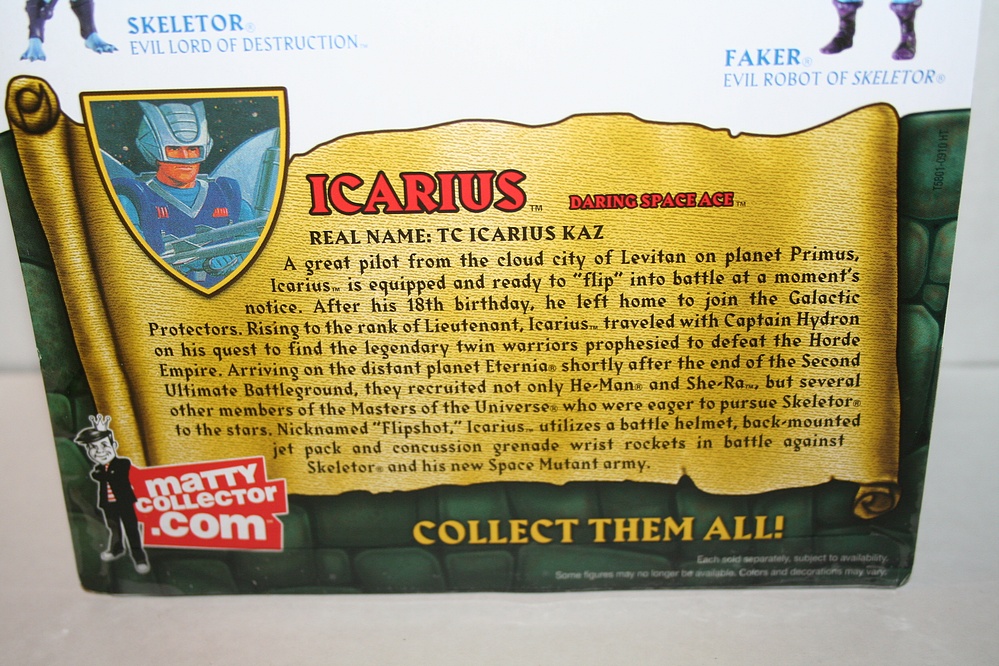 SKELETOR®
EVIL LORD OF DESTRUCTION™
FAKER®
EVIL ROBOT OF SKELETOR®
ICARIUS™ DARING SPACE ACE™
REAL NAME: TC ICARIUS KAZ
A great pilot from the cloud city of Levitan on planet Primus,
Icarius™ is equipped and ready to "flip" into battle at a moment's
notice. After his 18th birthday, he left home to join the Galactic
Protectors. Rising to the rank of Lieutenant, Icarius™ traveled with Captain Hydron
on his quest to find the legendary twin warriors prophesied to defeat the Horde
Empire. Arriving on the distant planet Eternia® shortly after the end of the Second
Ultimate Battleground, they recruited not only He-Man® and She-Ra™, but several
other members of the Masters of the Universe® who were eager to pursue Skeletor®
to the stars. Nicknamed "Flipshot," Icarius™ utilizes a battle helmet, back-mounted
jet pack and concussion grenade wrist rockets in battle against
Skeletor® and his new Space Mutant army.
maTTY
COLLECTOR
.com™
COLLECT THEM ALL!
Each sold separately, subject to availability.
Some figures may no longer be available. Colors and decorations may vary.